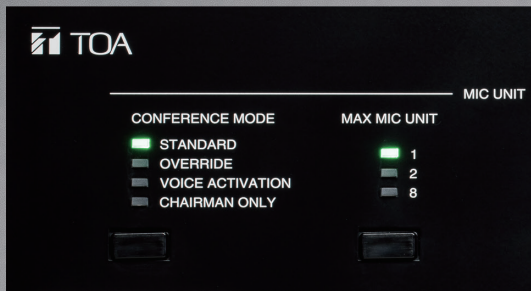 TOA
MIC UNIT
CONFERENCE MODE
STANDARD
OVERRIDE
VOICE ACTIVATION
CHAIRMAN ONLY
MAX MIC UNIT
1
2
8